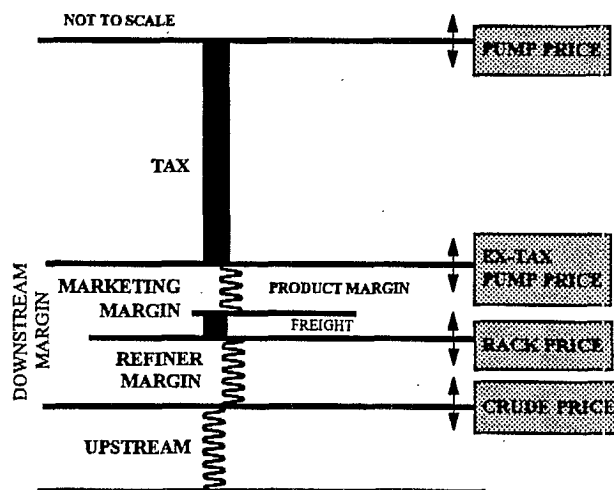 NOT TO SCALE
PUMP PRICE
TAX
EX-TAX
PUMP PRICE
DOWNSTREAM
MARGIN
MARKETING
MARGIN
PRODUCT MARGIN
FREIGHT
RACK PRICE
REFINER
MARGIN
CRUDE PRICE
UPSTREAM